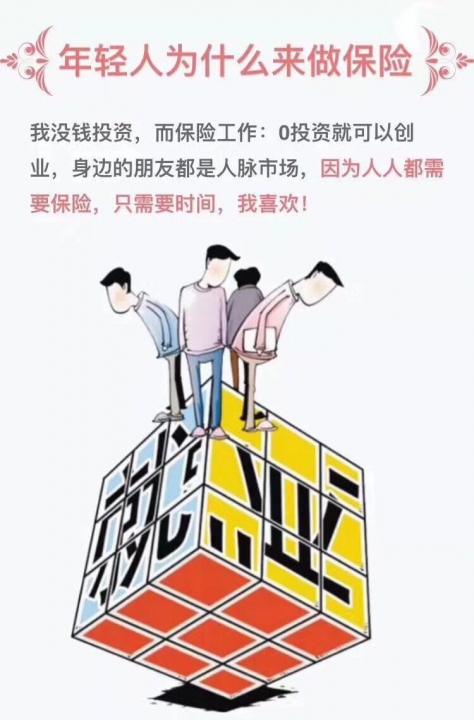 年轻人为什么来做保险
我没钱投资，而保险工作：0投资就可以创
业，身边的朋友都是人脉市场，因为人人都需
要保险，只需要时间，我喜欢！